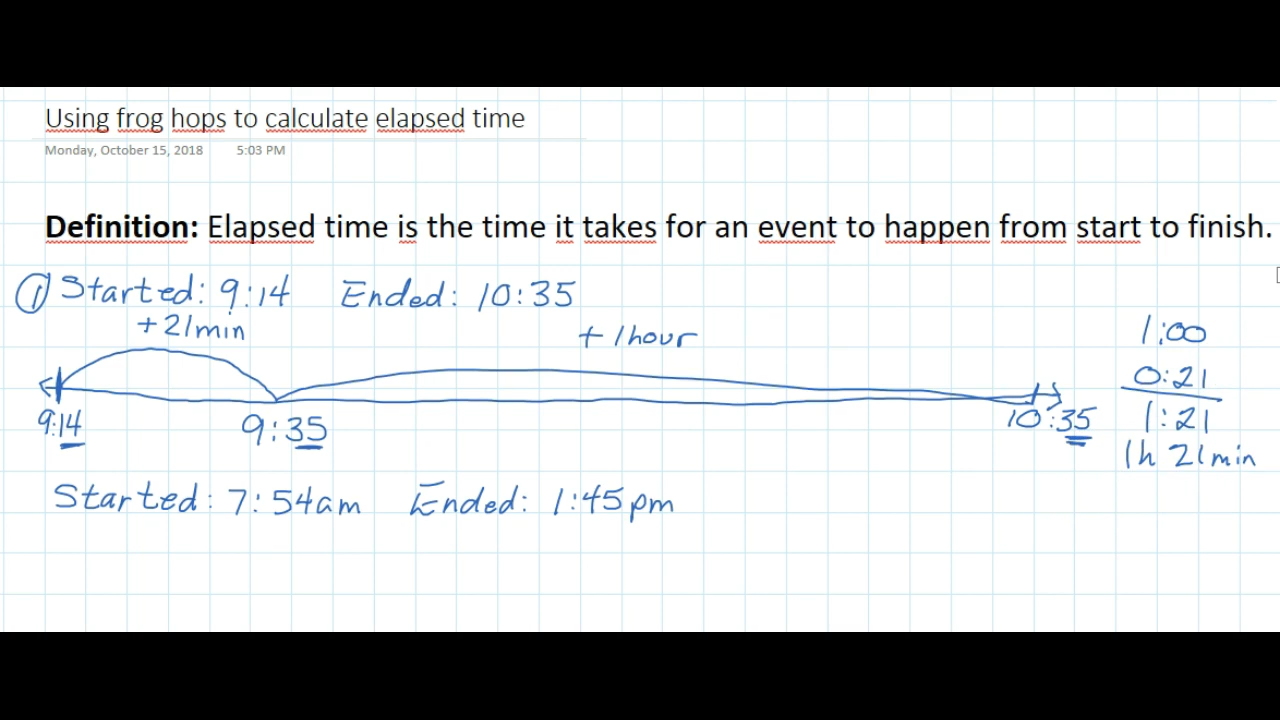 Using frog hops to calculate elapsed time
Monday, October 15, 2018 5:03 PM
Definition: Elapsed time is the time it takes for an event to happen from start to finish.
1 Started: 9:14 Ended: 10:35
+21min
+1hour
9:14
9:35
10:35
1:00
0:21
1:21
1h 21min
Started: 7:54am Ended: 1:45pm